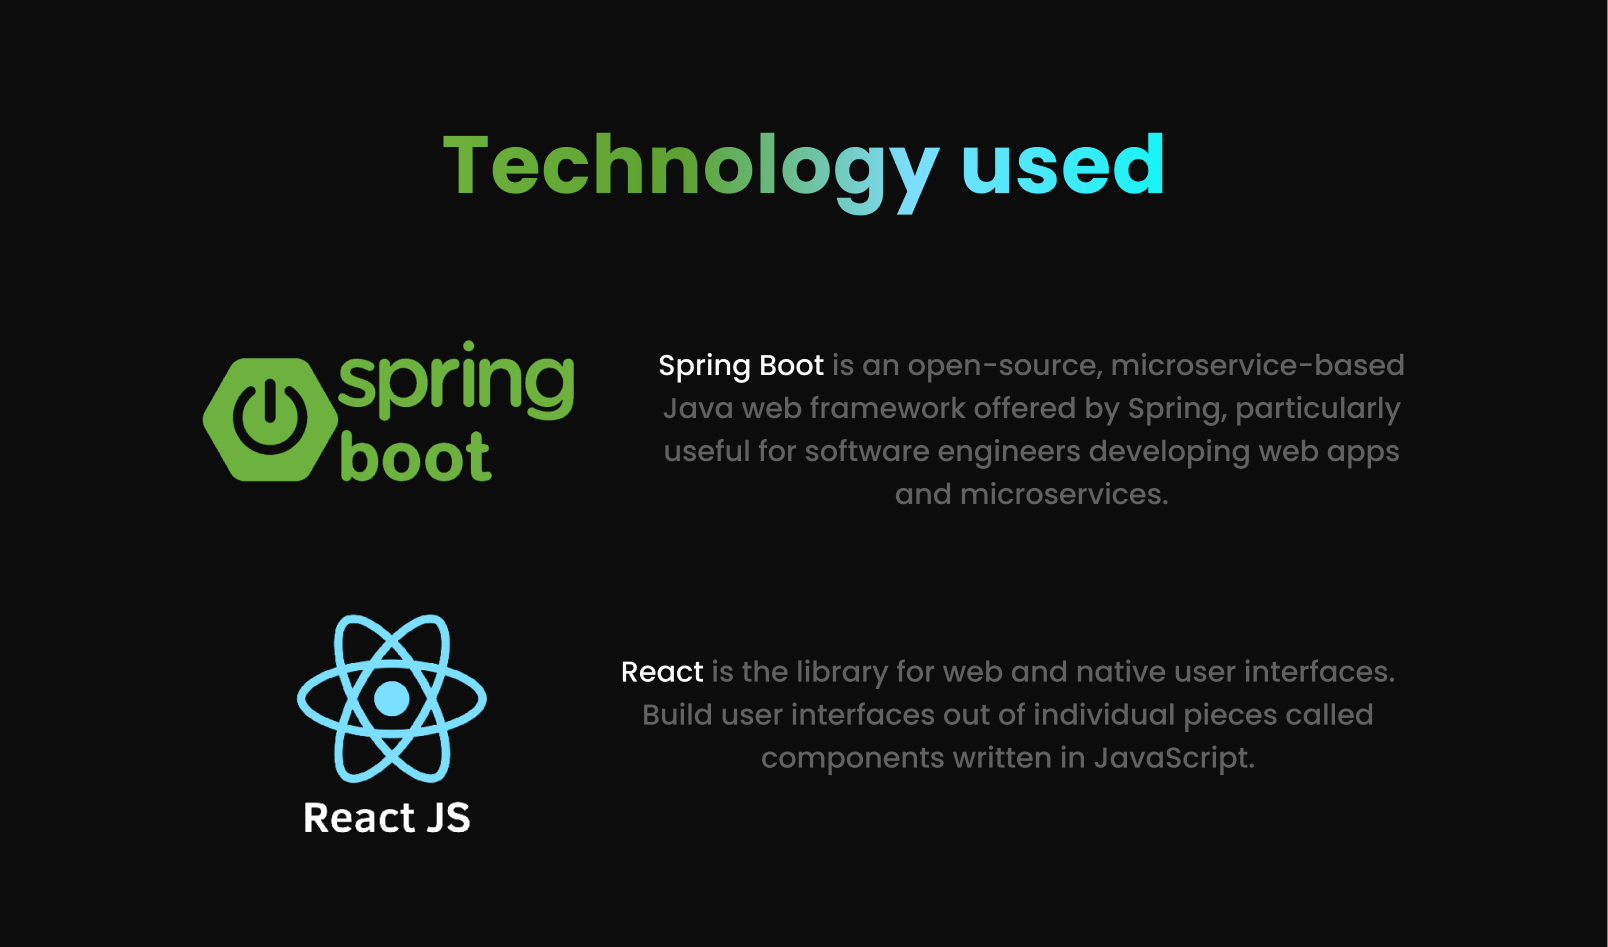 Technology used
spring
boot
Spring Boot is an open-source, microservice-based
Java web framework offered by Spring, particularly
useful for software engineers developing web apps
and microservices.
React JS
React is the library for web and native user interfaces.
Build user interfaces out of individual pieces called
components written in JavaScript.